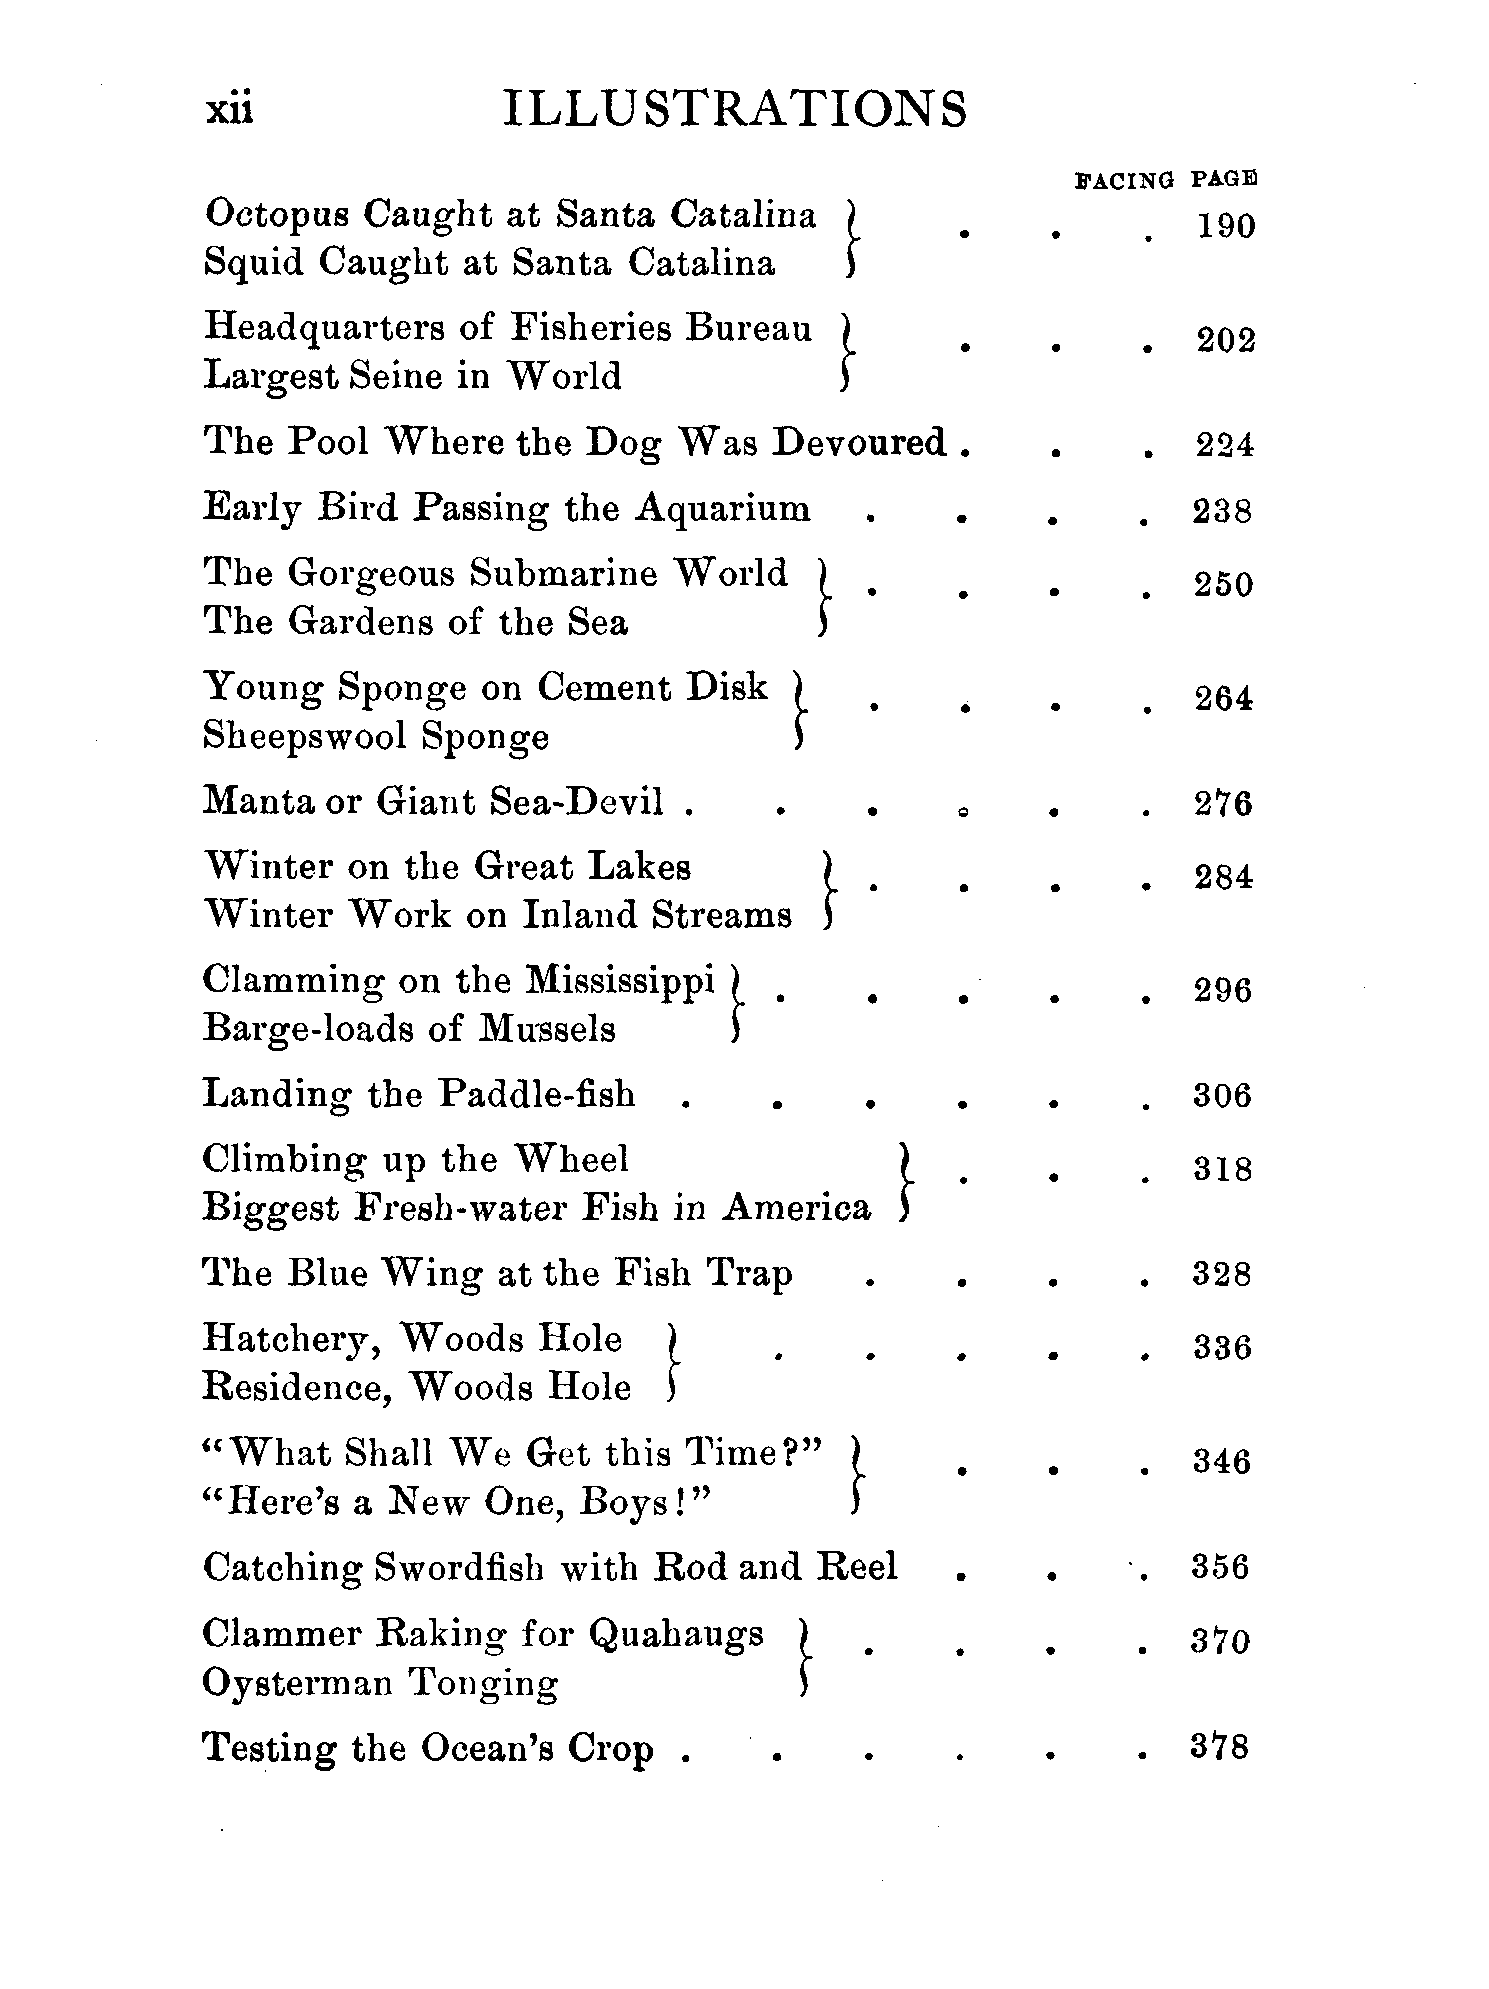 xii ILLUSTRATIONS
FACING PAGE
Octopus Caught at Santa Catalina } . . . 190
Squid Caught at Santa Catalina
Headquarters of Fisheries Bureau } . . . 202
Largest Seine in World
The Pool Where the Dog Was Devoured . . . 224
Early Bird Passing the Aquarium . . . . 238
The Gorgeous Submarine World } . . . . 250
The Gardens of the Sea
Young Sponge on Cement Disk } . . . . 264
Sheepswool Sponge
Manta or Giant Sea-Devil . . . . . . 276
Winter on the Great Lakes } . . . . 284
Winter Work on Inland Streams
Clamming on the Mississippi } . . . . . 296
Barge-loads of Mussels
Landing the Paddle-fish . . . . . . 306
Climbing up the Wheel } . . . 318
Biggest Fresh-water Fish in America
The Blue Wing at the Fish Trap . . . . 328
Hatchery, Woods Hole } . . . . . 336
Residence, Woods Hole
“What Shall We Get this Time?” } . . . 346
“Here’s a New One, Boys!”
Catching Swordfish with Rod and Reel . . . 356
Clammer Raking for Quahaugs } . . . . 370
Oysterman Tonging
Testing the Ocean’s Crop . . . . . . 378